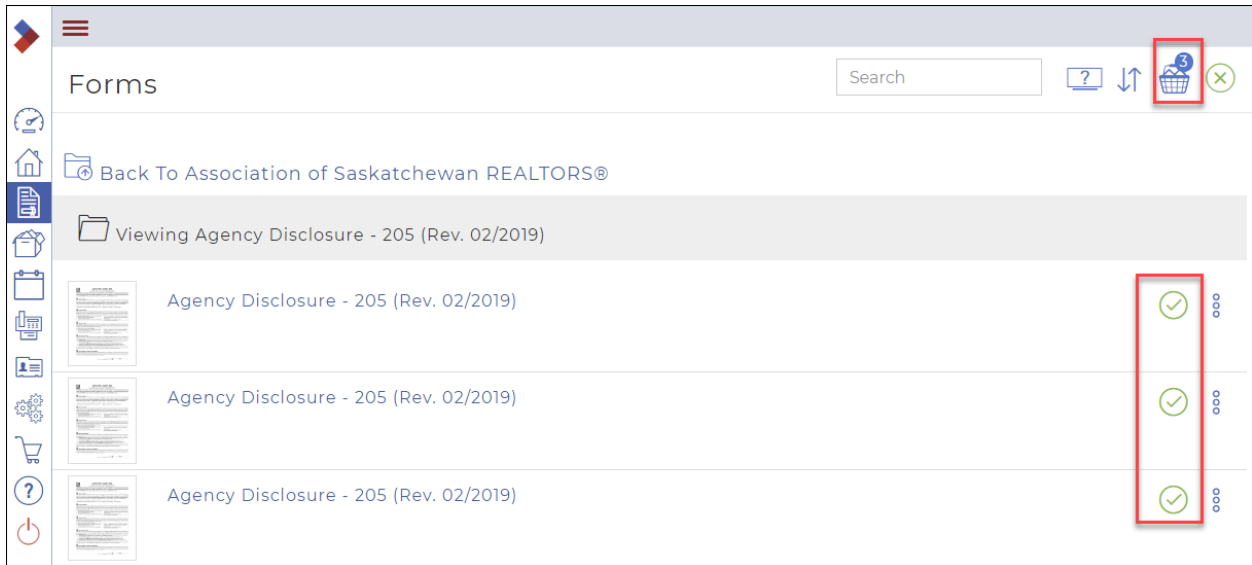 3
Forms
Search
?
Back To Association of Saskatchewan REALTORS®
Viewing Agency Disclosure - 205 (Rev. 02/2019)
Agency Disclosure - 205 (Rev. 02/2019)
Agency Disclosure - 205 (Rev. 02/2019)
Agency Disclosure - 205 (Rev. 02/2019)
?